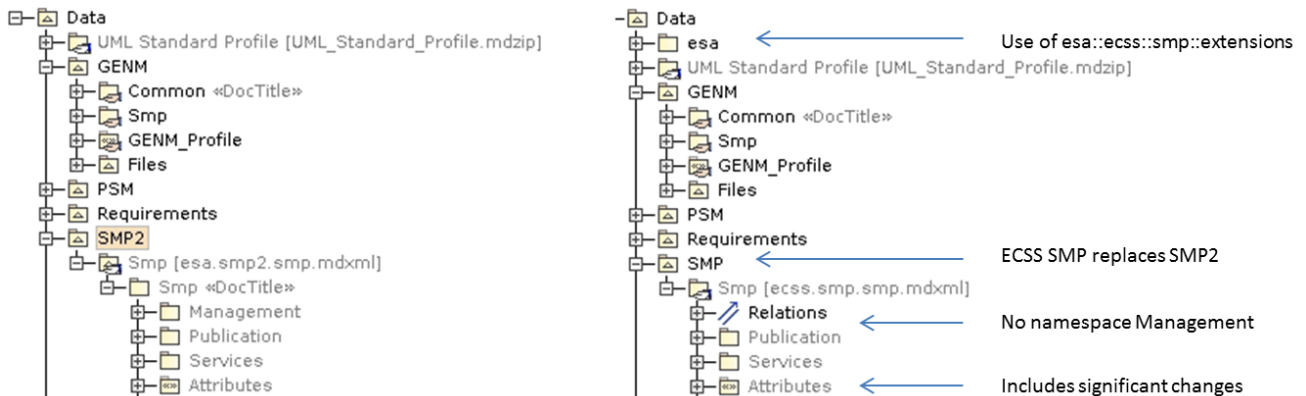 Data
UML Standard Profile [UML_Standard_Profile.mdzip]
GENM
Common «DocTitle»
Smp
GENM_Profile
Files
PSM
Requirements
SMP2
Smp [esa.smp2.smp.mdxml]
Smp «DocTitle»
Management
Publication
Services
Attributes
Data
esa
Use of esa::ecss::smp::extensions
UML Standard Profile [UML_Standard_Profile.mdzip]
GENM
Common «DocTitle»
Smp
GENM_Profile
Files
PSM
Requirements
SMP
ECSS SMP replaces SMP2
Smp [ecss.smp.smp.mdxml]
Relations
No namespace Management
Publication
Services
Attributes
Includes significant changes